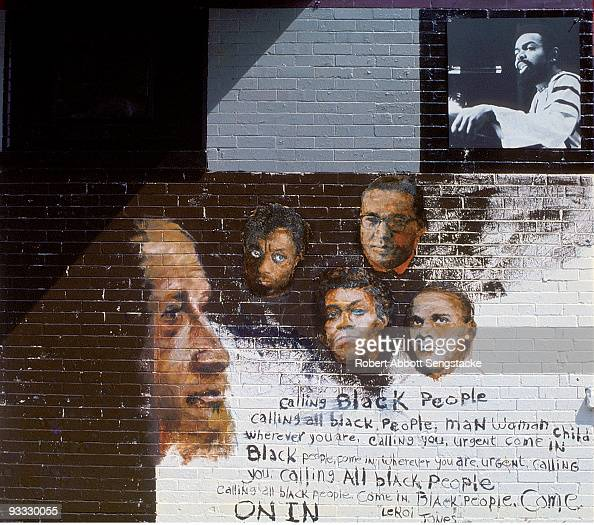 gettyimages
Robert Abbott Sengstacke
calling BLacK PeoPLe
calling all black, People, maN Woman child
wherever you are, calling you, urgent come IN
Black people, come in, wherever you are, urgent, calling
you, calling All black PeoPLe
calling all black people. Come in, BLack PeoPLe, Come
ON IN
LeRoi
Jones
93330055